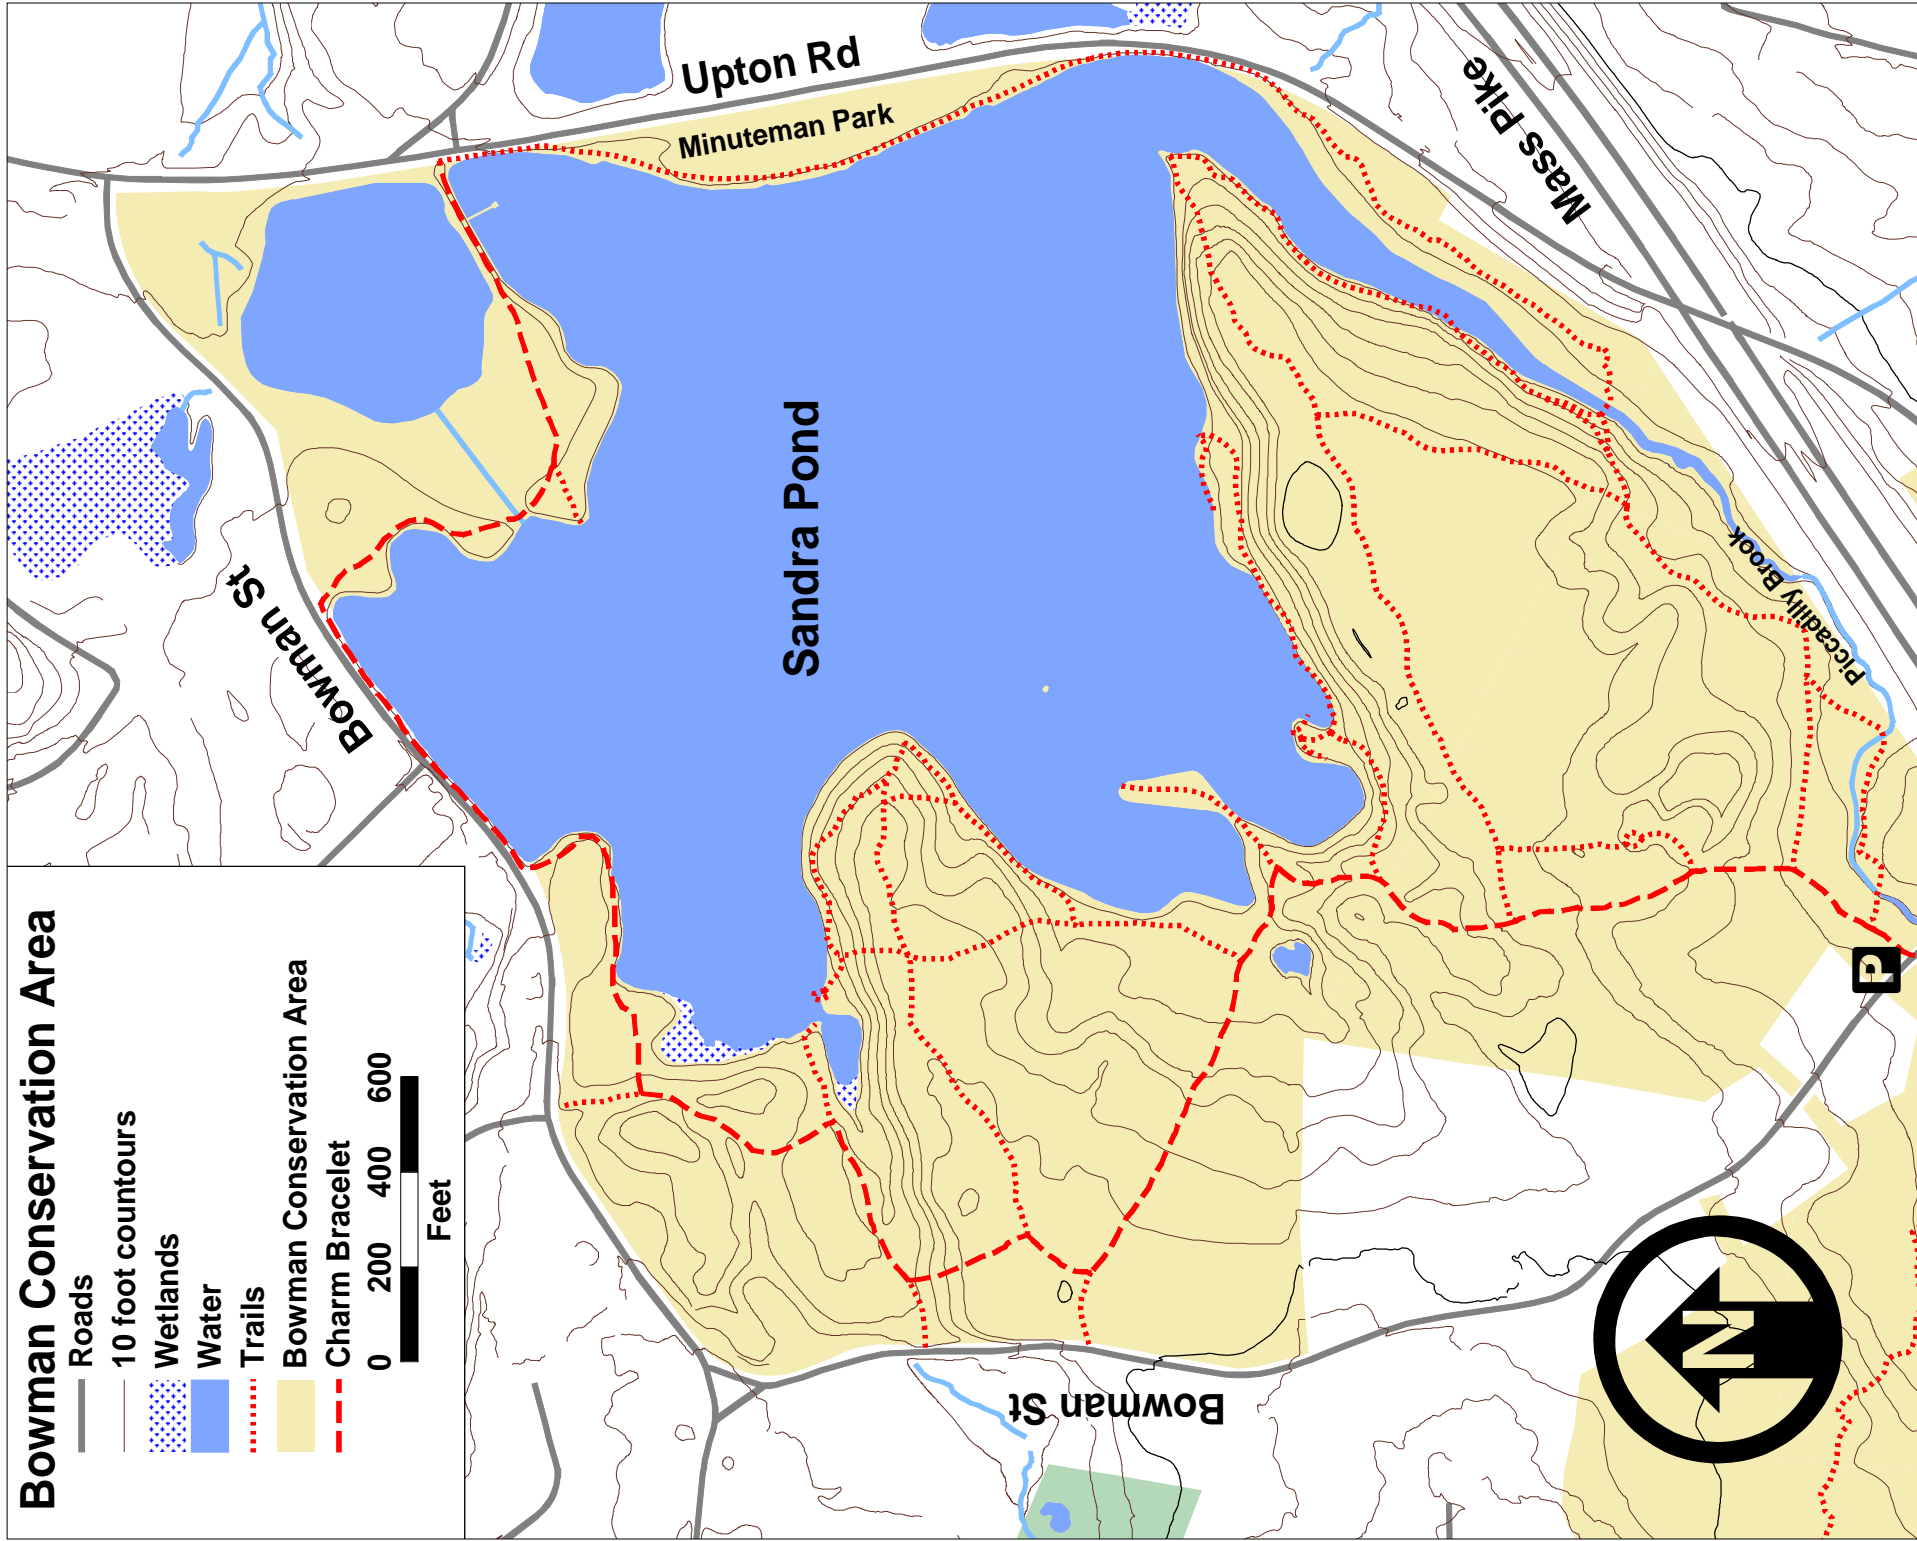 Bowman Conservation Area
Roads
10 foot countours
Wetlands
Water
Trails
Bowman Conservation Area
Charm Bracelet
0 200 400 600
Feet
Bowman St
Upton Rd
Minuteman Park
Mass Pike
Sandra Pond
Piccadilly Brook
P
Bowman St
N